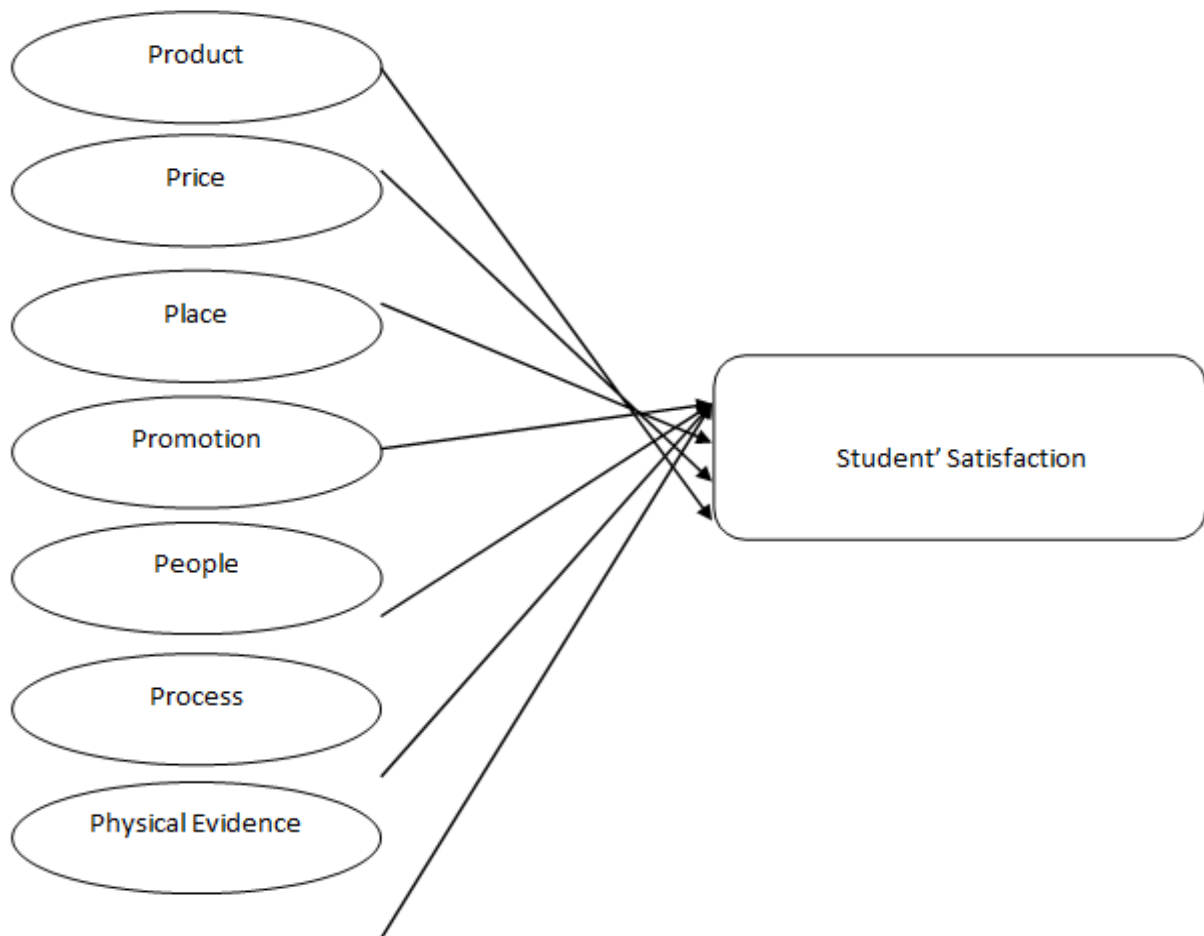 Product
Price
Place
Promotion
People
Process
Physical Evidence
Student’ Satisfaction